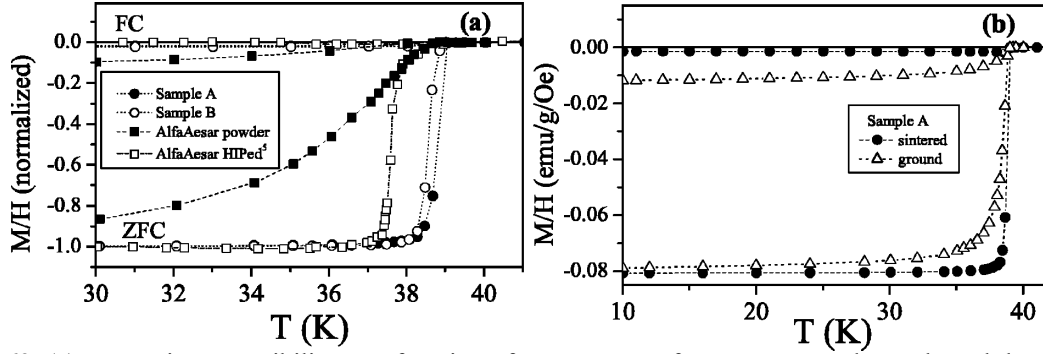 FC
(a)
0.0
-0.2
-0.4
-0.6
-0.8
-1.0
M/H (normalized)
Sample A
Sample B
AlfaAesar powder
AlfaAesar HIPed⁵
ZFC
30 32 34 36 38 40
T (K)
(b)
0.00
-0.02
-0.04
-0.06
-0.08
M/H (emu/g/Oe)
Sample A
sintered
ground
10 20 30 40
T (K)